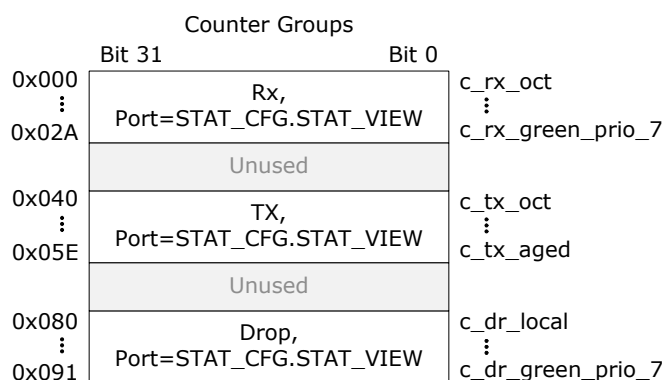 Counter Groups
Bit 31 Bit 0
0x000 c_rx_oct
Rx,
Port=STAT_CFG.STAT_VIEW
0x02A c_rx_green_prio_7
Unused
0x040 c_tx_oct
TX,
Port=STAT_CFG.STAT_VIEW
0x05E c_tx_aged
Unused
0x080 c_dr_local
Drop,
Port=STAT_CFG.STAT_VIEW
0x091 c_dr_green_prio_7